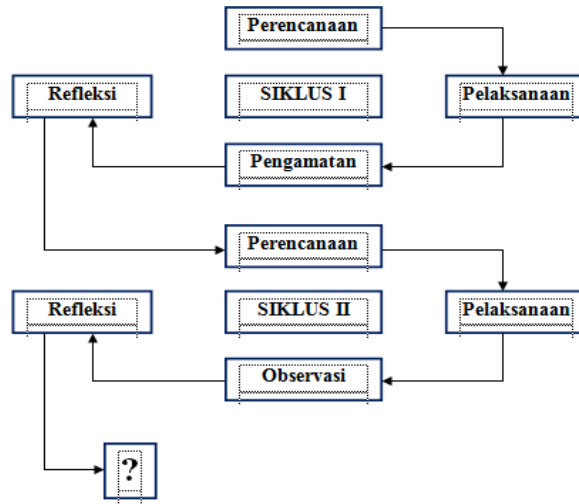 Perencanaan
Refleksi
SIKLUS I
Pelaksanaan
Pengamatan
Perencanaan
Refleksi
SIKLUS II
Pelaksanaan
Observasi
?